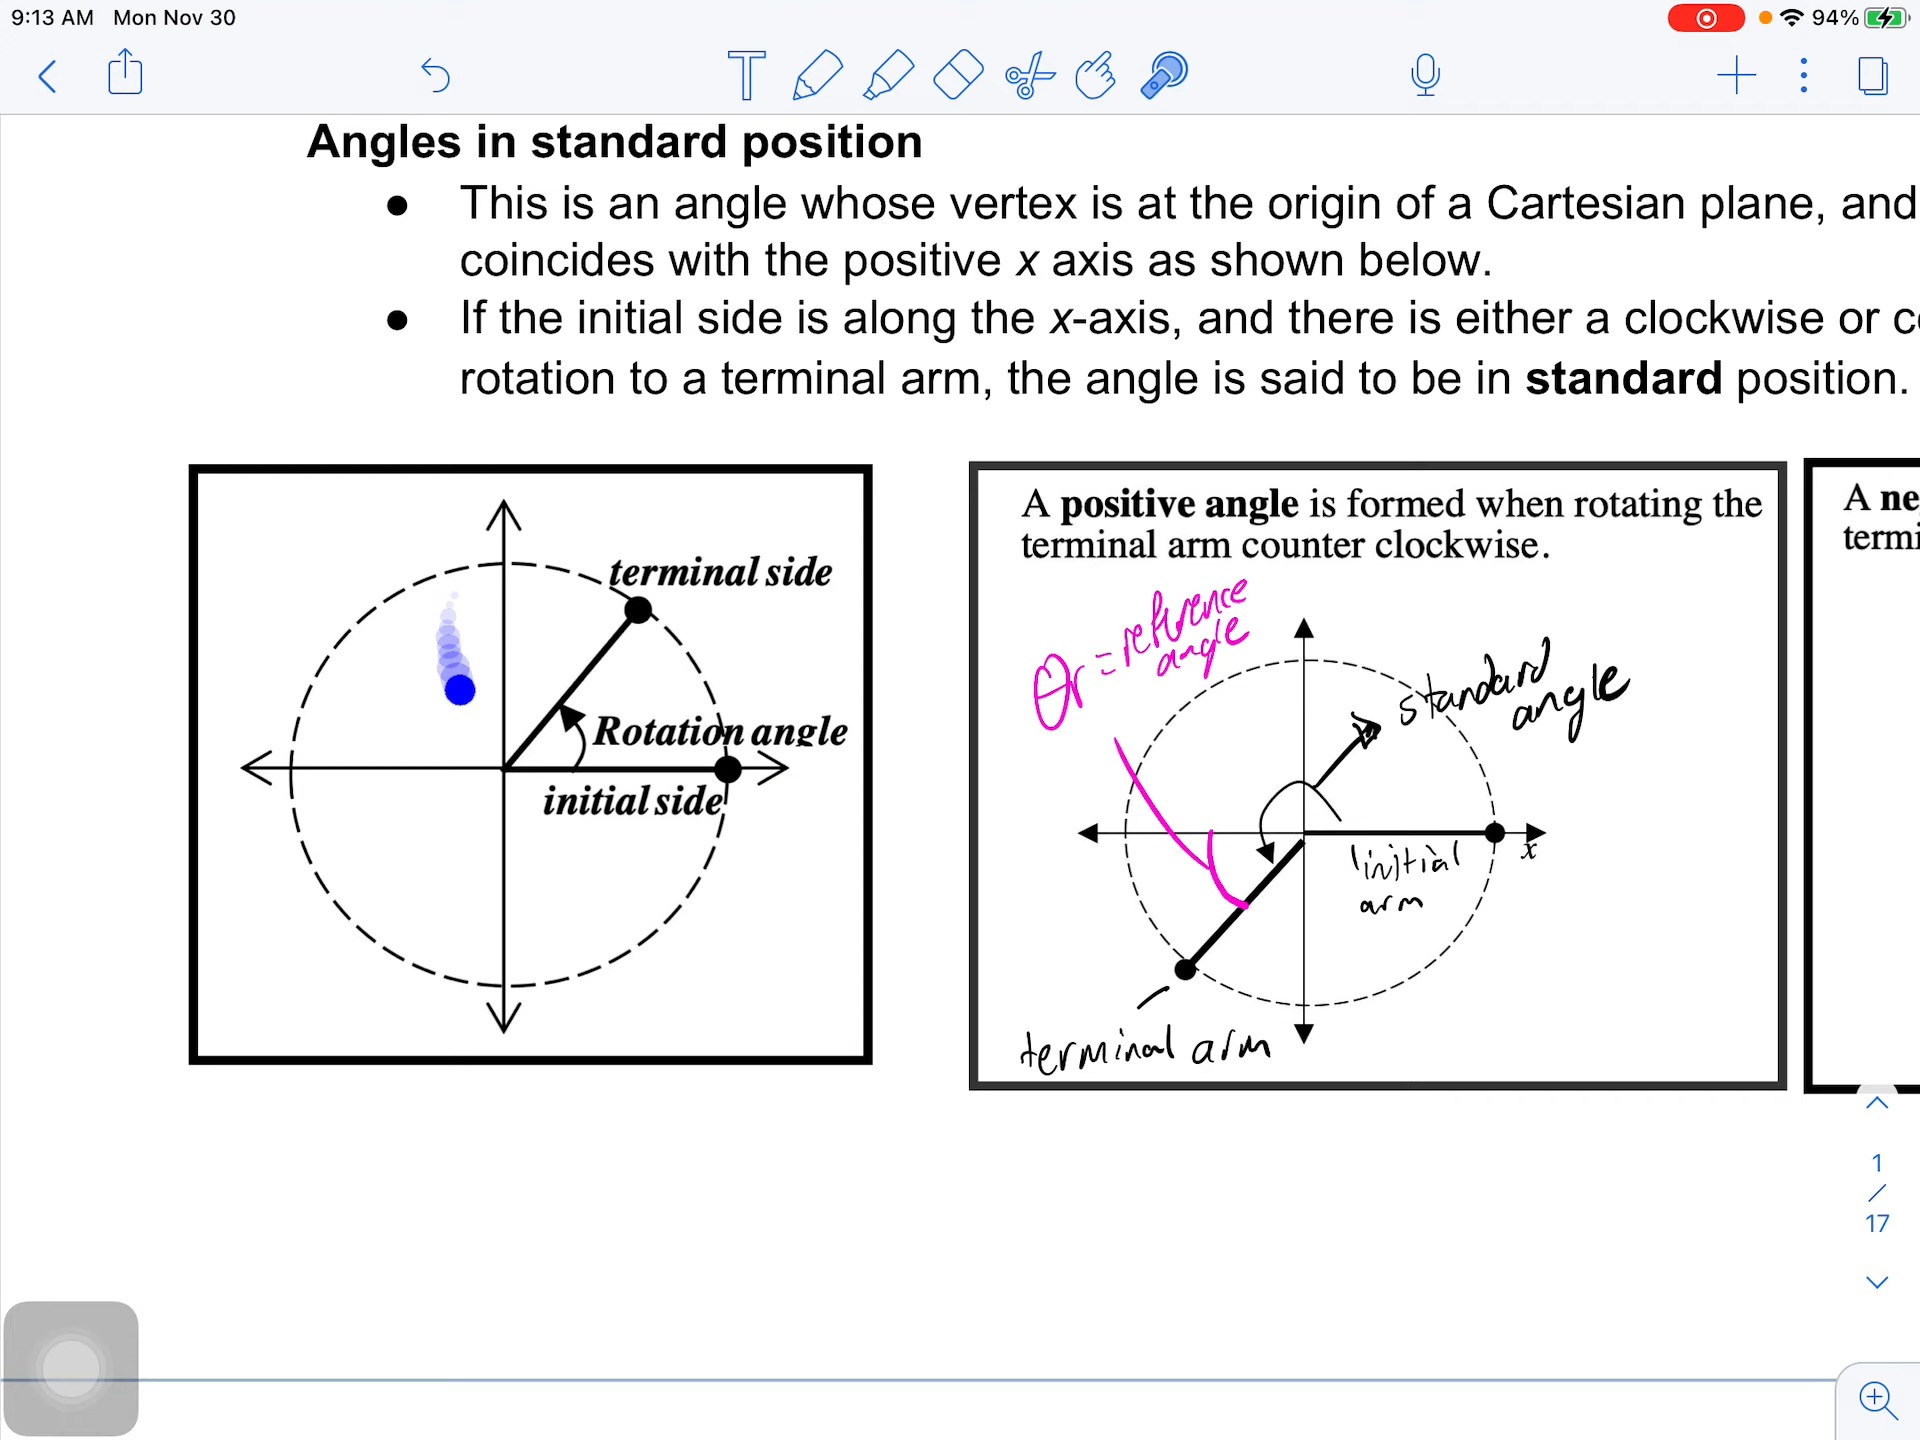 9:13 AM Mon Nov 30
94%
T
Angles in standard position
● This is an angle whose vertex is at the origin of a Cartesian plane, and
coincides with the positive x axis as shown below.
● If the initial side is along the x-axis, and there is either a clockwise or c
rotation to a terminal arm, the angle is said to be in standard position.
terminal side
Rotation angle
initial side
A positive angle is formed when rotating the
terminal arm counter clockwise.
θr = reference
angle
standard
angle
x
initial
arm
terminal arm
A ne
termi
1
/
17